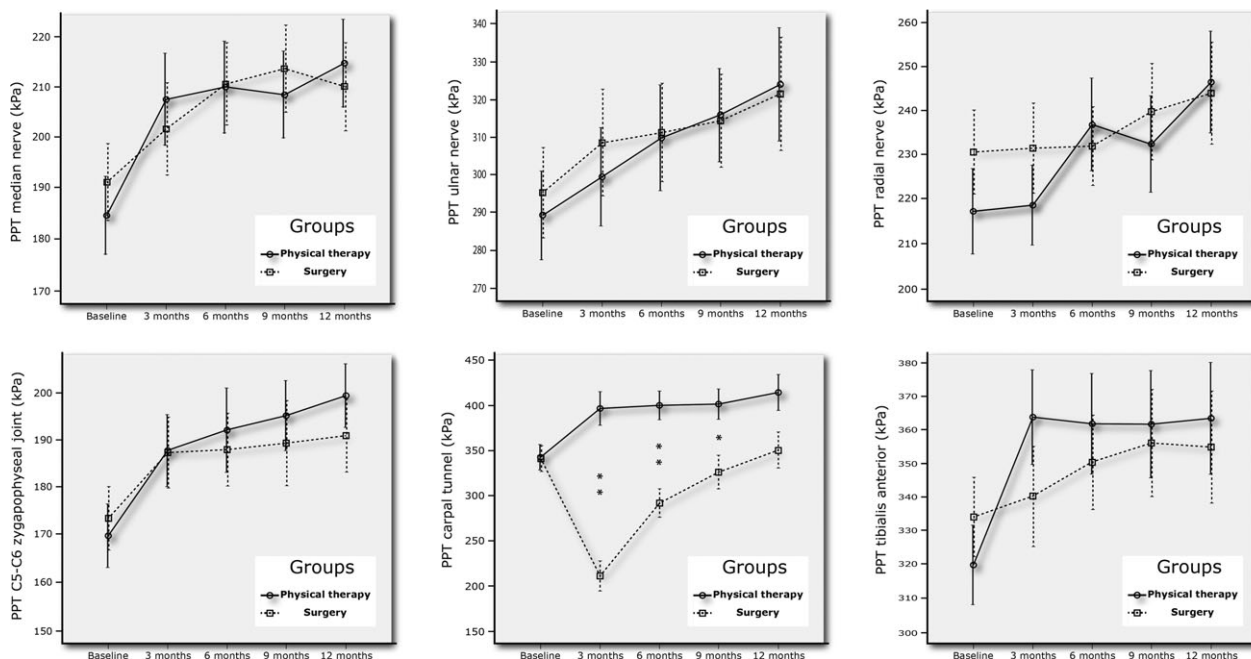 PPT median nerve (kPa)
220
210
200
190
180
170
Groups
Physical therapy
Surgery
Baseline 3 months 6 months 9 months 12 months
PPT ulnar nerve (kPa)
340
330
320
310
300
290
280
270
Groups
Physical therapy
Surgery
Baseline 3 months 6 months 9 months 12 months
PPT radial nerve (kPa)
260
250
240
230
220
210
200
Groups
Physical therapy
Surgery
Baseline 3 months 6 months 9 months 12 months
PPT C5-C6 zygapophyseal joint (kPa)
200
190
180
170
160
150
Groups
Physical therapy
Surgery
Baseline 3 months 6 months 9 months 12 months
PPT carpal tunnel (kPa)
450
400
350
300
250
200
150
*
*
*
*
*
Groups
Physical therapy
Surgery
Baseline 3 months 6 months 9 months 12 months
PPT tibialis anterior (kPa)
380
370
360
350
340
330
320
310
300
Groups
Physical therapy
Surgery
Baseline 3 months 6 months 9 months 12 months